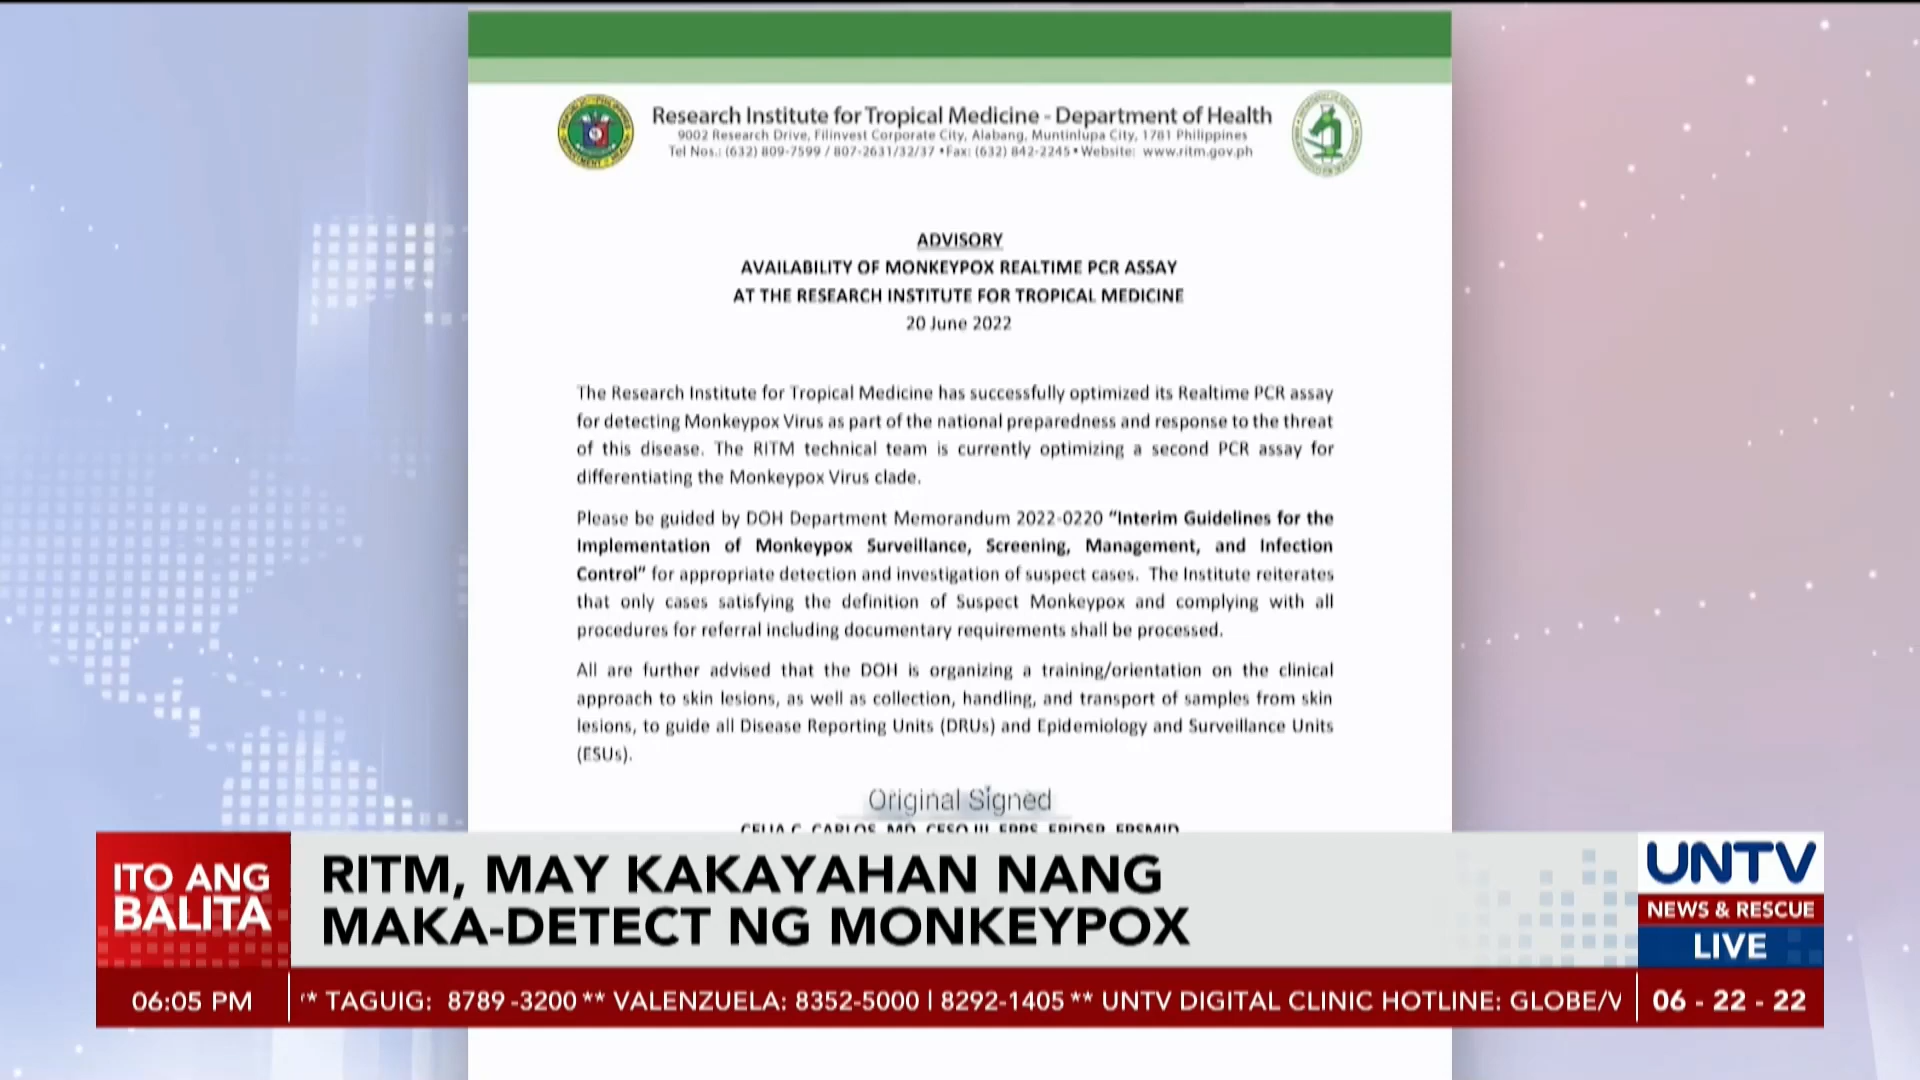 Research Institute for Tropical Medicine - Department of Health
9002 Research Drive, Filinvest Corporate City, Alabang, Muntinlupa City, 1781 Philippines
Tel Nos.: (632) 809-7599 / 807-2631/32/37 • Fax: (632) 842-2245 • Website: www.ritm.gov.ph
ADVISORY
AVAILABILITY OF MONKEYPOX REALTIME PCR ASSAY
AT THE RESEARCH INSTITUTE FOR TROPICAL MEDICINE
20 June 2022
The Research Institute for Tropical Medicine has successfully optimized its Realtime PCR assay
for detecting Monkeypox Virus as part of the national preparedness and response to the threat
of this disease. The RITM technical team is currently optimizing a second PCR assay for
differentiating the Monkeypox Virus clade.
Please be guided by DOH Department Memorandum 2022-0220 "Interim Guidelines for the
Implementation of Monkeypox Surveillance, Screening, Management, and Infection
Control" for appropriate detection and investigation of suspect cases. The Institute reiterates
that only cases satisfying the definition of Suspect Monkeypox and complying with all
procedures for referral including documentary requirements shall be processed.
All are further advised that the DOH is organizing a training/orientation on the clinical
approach to skin lesions, as well as collection, handling, and transport of samples from skin
lesions, to guide all Disease Reporting Units (DRUs) and Epidemiology and Surveillance Units
(ESUs).
Original Signed
CELIA C. CARLOS, MD, CESO III, FPPS, FPIDSP, FPSMID
ITO ANG
BALITA
RITM, MAY KAKAYAHAN NANG
MAKA-DETECT NG MONKEYPOX
UNTV
NEWS & RESCUE
LIVE
06:05 PM
** TAGUIG: 8789 -3200 ** VALENZUELA: 8352-5000 | 8292-1405 ** UNTV DIGITAL CLINIC HOTLINE: GLOBE/V
06 - 22 - 22